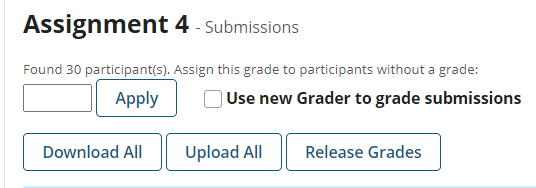 Assignment 4 - Submissions
Found 30 participant(s). Assign this grade to participants without a grade:
Apply Use new Grader to grade submissions
Download All Upload All Release Grades